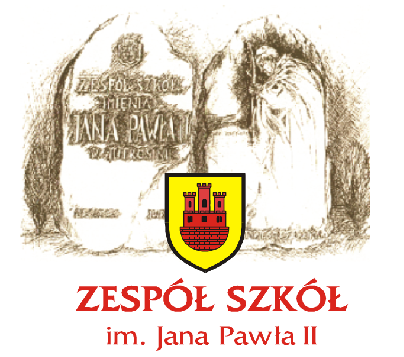 ZESPÓŁ SZKÓŁ
IMIENIA
JANA PAWŁA II
ZESPÓŁ SZKÓŁ
im. Jana Pawła II